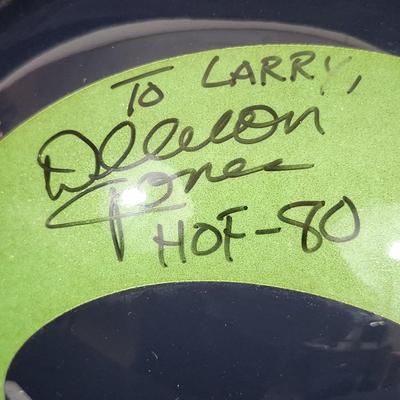 TO LARRY,
Deacon
Jones
HOF-80